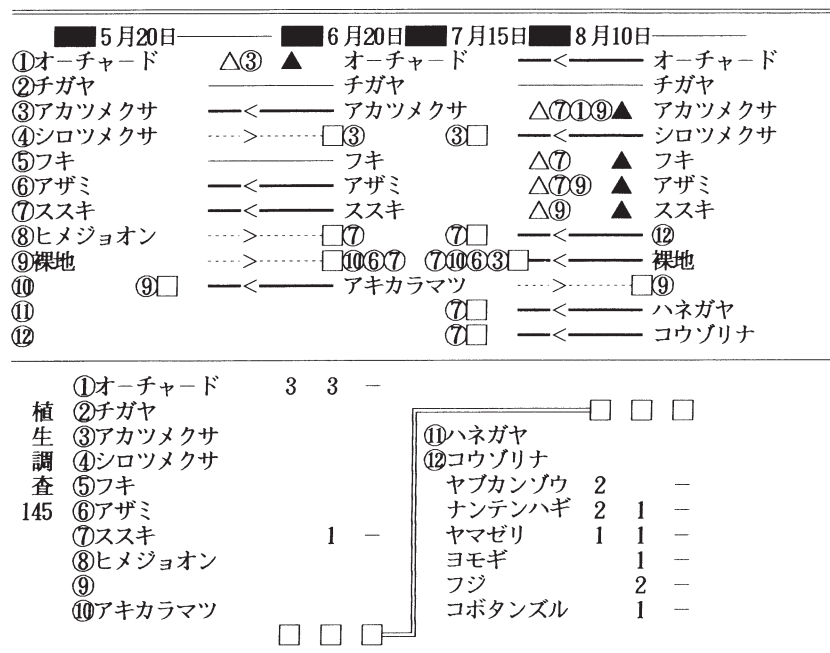 5月20日 6月20日 7月15日 8月10日
①オーチャード △③ ▲ オーチャード ─<── オーチャード
②チガヤ ─── チガヤ ─── チガヤ
③アカツメクサ ─<── アカツメクサ △⑦①⑨▲ アカツメクサ
④シロツメクサ ····>····□③ ③□ ─<── シロツメクサ
⑤フキ ─── フキ △⑦ ▲ フキ
⑥アザミ ─<── アザミ △⑦⑨ ▲ アザミ
⑦ススキ ─<── ススキ △⑨ ▲ ススキ
⑧ヒメジョオン ····>····□⑦ ⑦□ ─<── ⑫
⑨裸地 ····>····□⑩⑥⑦ ⑦⑩⑥③□─<── 裸地
⑩ ⑨□ ─<── アキカラマツ ····>····□⑨
⑪ ⑦□ ─<── ハネガヤ
⑫ ⑦□ ─<── コウゾリナ
植生調査145
①オーチャード 3 3 −
②チガヤ
③アカツメクサ
④シロツメクサ
⑤フキ
⑥アザミ
⑦ススキ 1 −
⑧ヒメジョオン
⑨
⑩アキカラマツ
□ □ □
□ □ □
⑪ハネガヤ
⑫コウゾリナ
ヤブカンゾウ 2 −
ナンテンハギ 2 1 −
ヤマゼリ 1 1 −
ヨモギ 1 −
フジ 2 −
コボタンズル 1 −